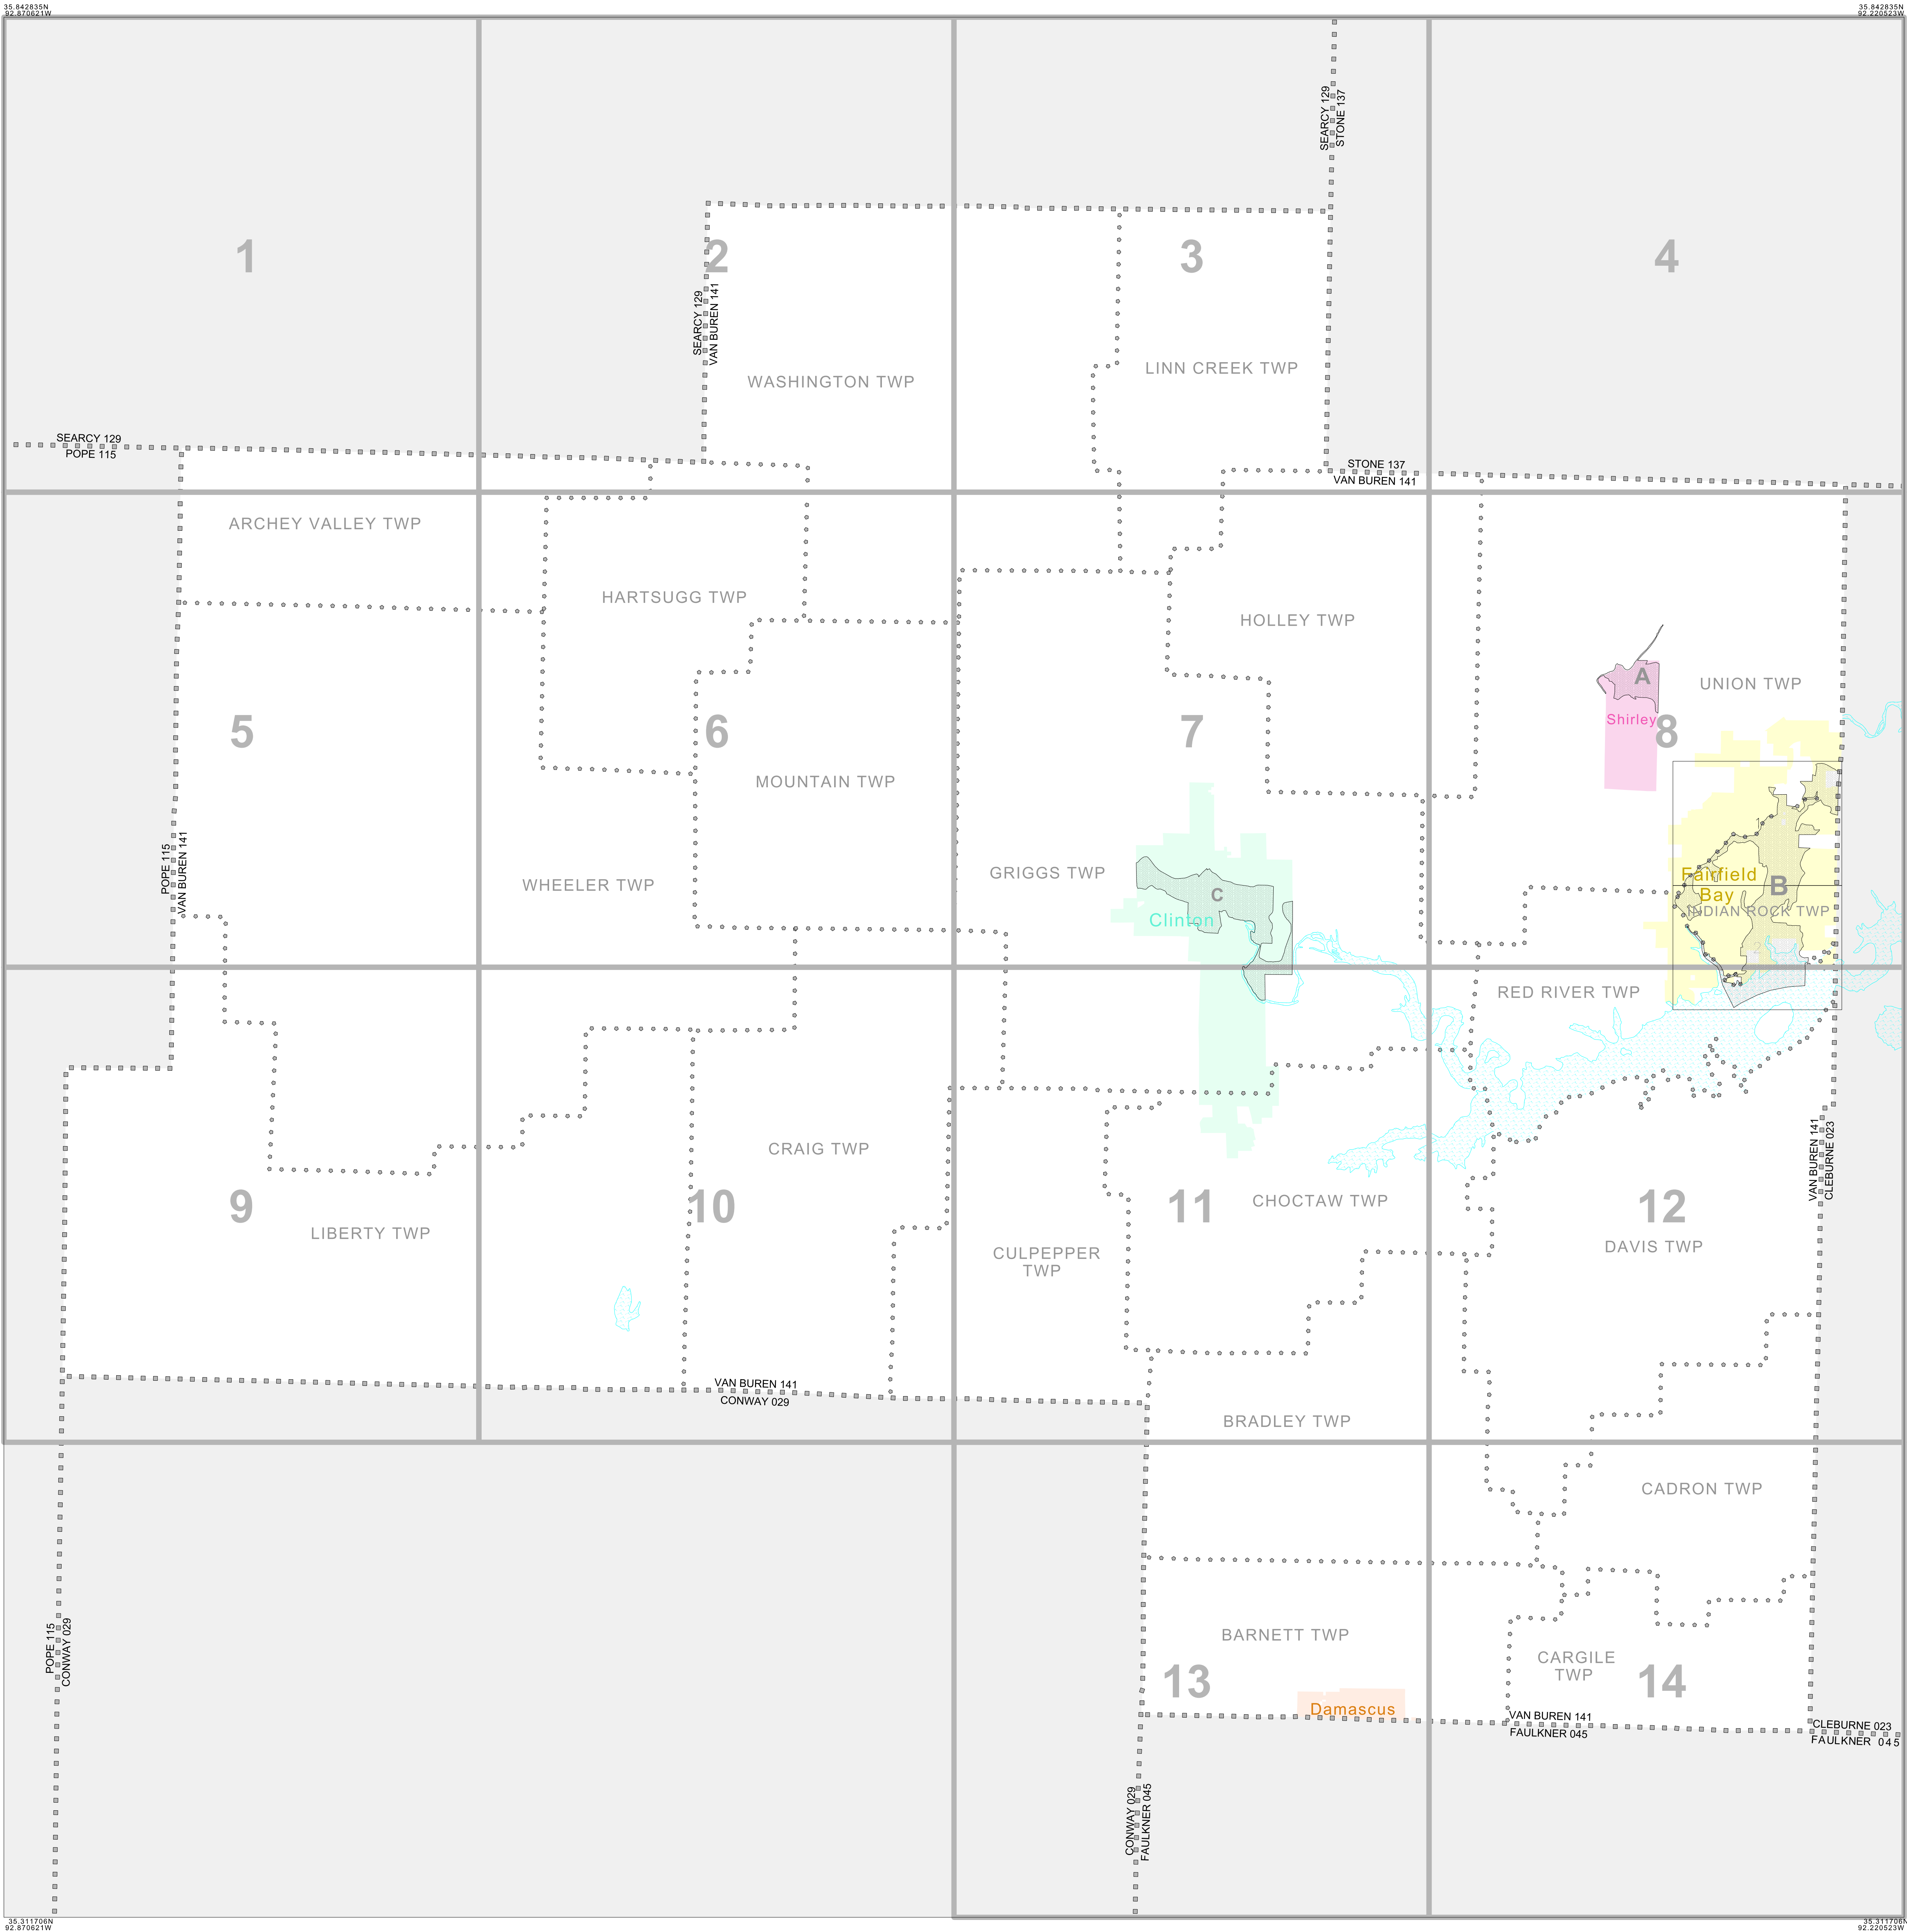 35.842835N
92.870621W
35.842835N
92.220523W
SEARCY 129
STONE 137
1
2
3
4
SEARCY 129
VAN BUREN 141
WASHINGTON TWP
LINN CREEK TWP
SEARCY 129
POPE 115
STONE 137
VAN BUREN 141
ARCHEY VALLEY TWP
HARTSUGG TWP
HOLLEY TWP
A
UNION TWP
Shirley
5
6
7
8
MOUNTAIN TWP
1
POPE 115
VAN BUREN 141
WHEELER TWP
GRIGGS TWP
C
Clinton
Fairfield
Bay
B
INDIAN ROCK TWP
2
RED RIVER TWP
VAN BUREN 141
CLEBURNE 023
CRAIG TWP
9
10
11
12
CHOCTAW TWP
LIBERTY TWP
CULPEPPER
TWP
DAVIS TWP
VAN BUREN 141
CONWAY 029
BRADLEY TWP
CADRON TWP
POPE 115
CONWAY 029
BARNETT TWP
CARGILE
TWP
13
14
Damascus
VAN BUREN 141
FAULKNER 045
CLEBURNE 023
FAULKNER 045
CONWAY 029
FAULKNER 045
35.311706N
92.870621W
35.311706N
92.220523W